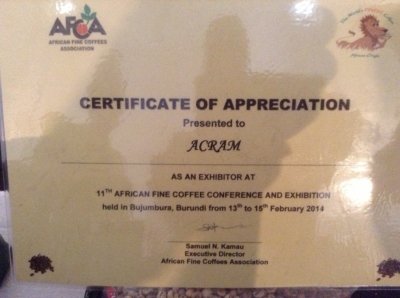 AFCA
AFRICAN FINE COFFEES
ASSOCIATION
CERTIFICATE OF APPRECIATION
Presented to
ACRAM
AS AN EXHIBITOR AT
11TH AFRICAN FINE COFFEE CONFERENCE AND EXHIBITION
held in Bujumbura, Burundi from 13th to 15th February 2014
Samuel N. Kamau
Executive Director
African Fine Coffees Association